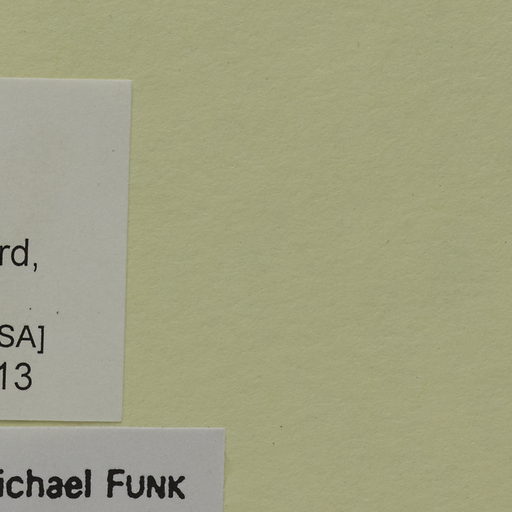 rd,
SA]
13
ichael FUNK